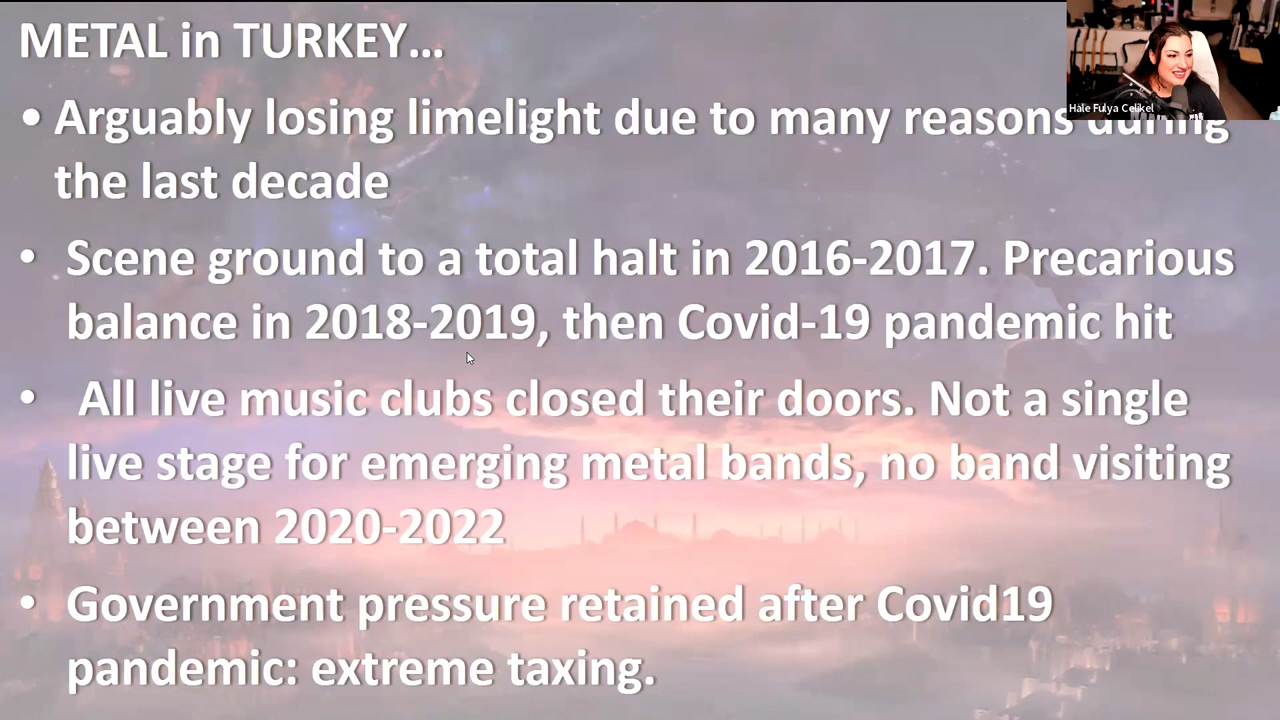 METAL in TURKEY...
Hale Fulya Celikel
• Arguably losing limelight due to many reasons during
the last decade
• Scene ground to a total halt in 2016-2017. Precarious
balance in 2018-2019, then Covid-19 pandemic hit
• All live music clubs closed their doors. Not a single
live stage for emerging metal bands, no band visiting
between 2020-2022
• Government pressure retained after Covid19
pandemic: extreme taxing.